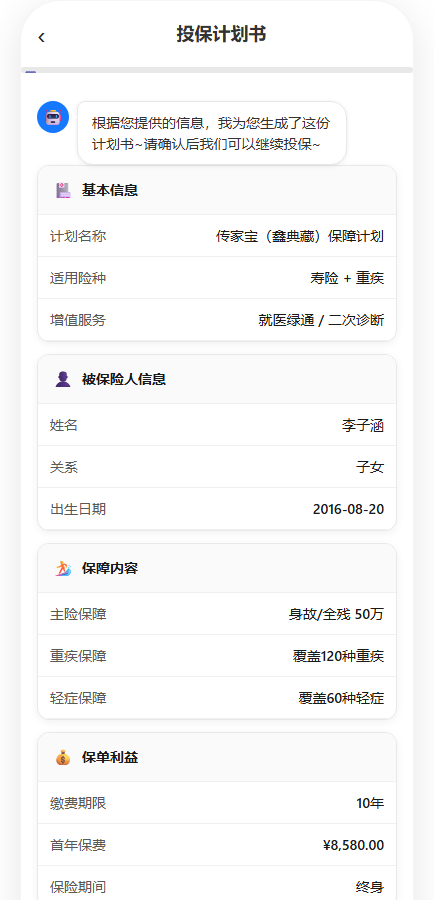 投保计划书
根据您提供的信息，我为您生成了这份
计划书~请确认后我们可以继续投保~
基本信息
计划名称 传家宝（鑫典藏）保障计划
适用险种 寿险 + 重疾
增值服务 就医绿通 / 二次诊断
被保险人信息
姓名 李子涵
关系 子女
出生日期 2016-08-20
保障内容
主险保障 身故/全残 50万
重疾保障 覆盖120种重疾
轻症保障 覆盖60种轻症
保单利益
缴费期限 10年
首年保费 ¥8,580.00
保险期间 终身